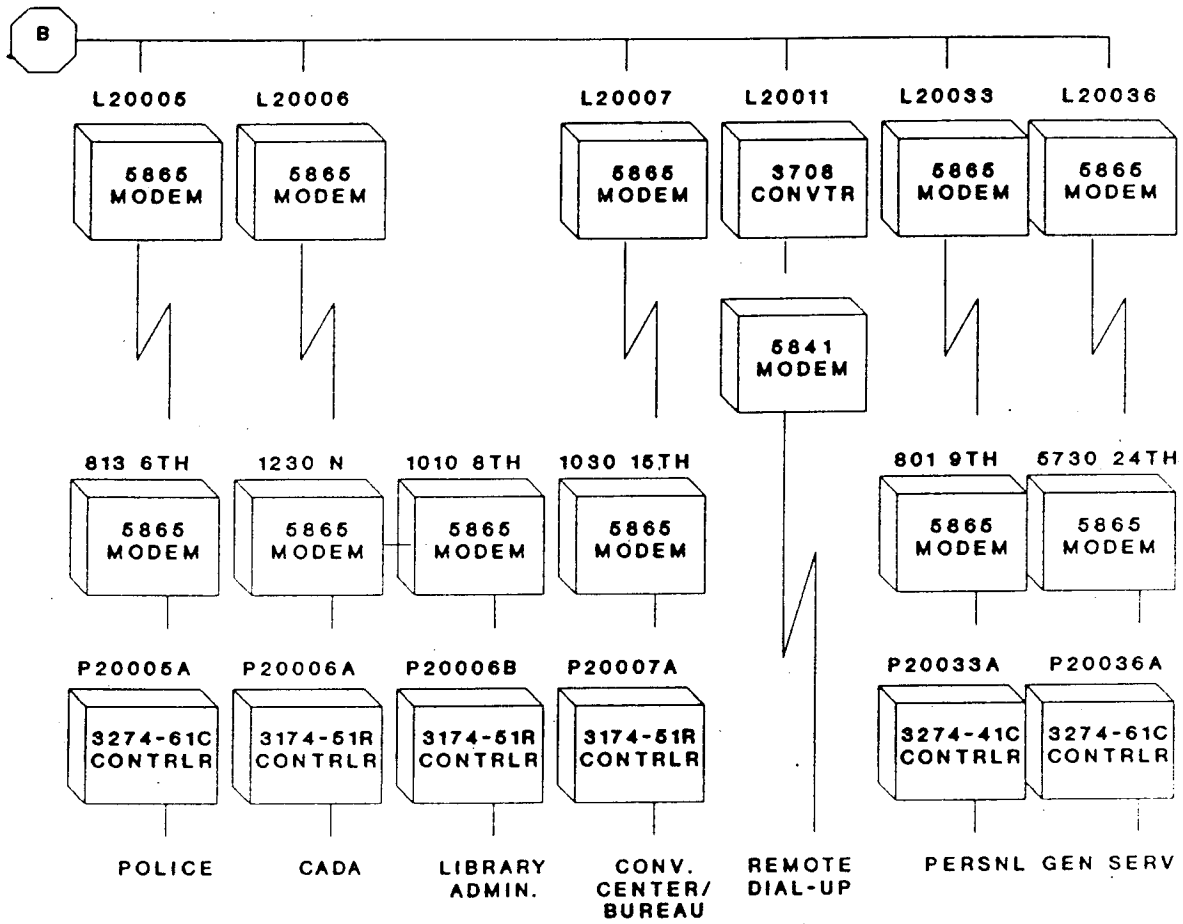 B
L20005 L20006 L20007 L20011 L20033 L20036
5865 5865 5865 3708 5865 5865
MODEM MODEM MODEM CONVTR MODEM MODEM
5841
MODEM
813 6TH 1230 N 1010 8TH 1030 15TH 801 9TH 5730 24TH
5865 5865 5865 5865 5865 5865
MODEM MODEM MODEM MODEM MODEM MODEM
P20005A P20006A P20006B P20007A P20033A P20036A
3274-61C 3174-51R 3174-51R 3174-51R 3274-41C 3274-61C
CONTRLR CONTRLR CONTRLR CONTRLR CONTRLR CONTRLR
POLICE CADA LIBRARY CONV. REMOTE PERSNL GEN SERV
ADMIN. CENTER/ DIAL-UP
BUREAU